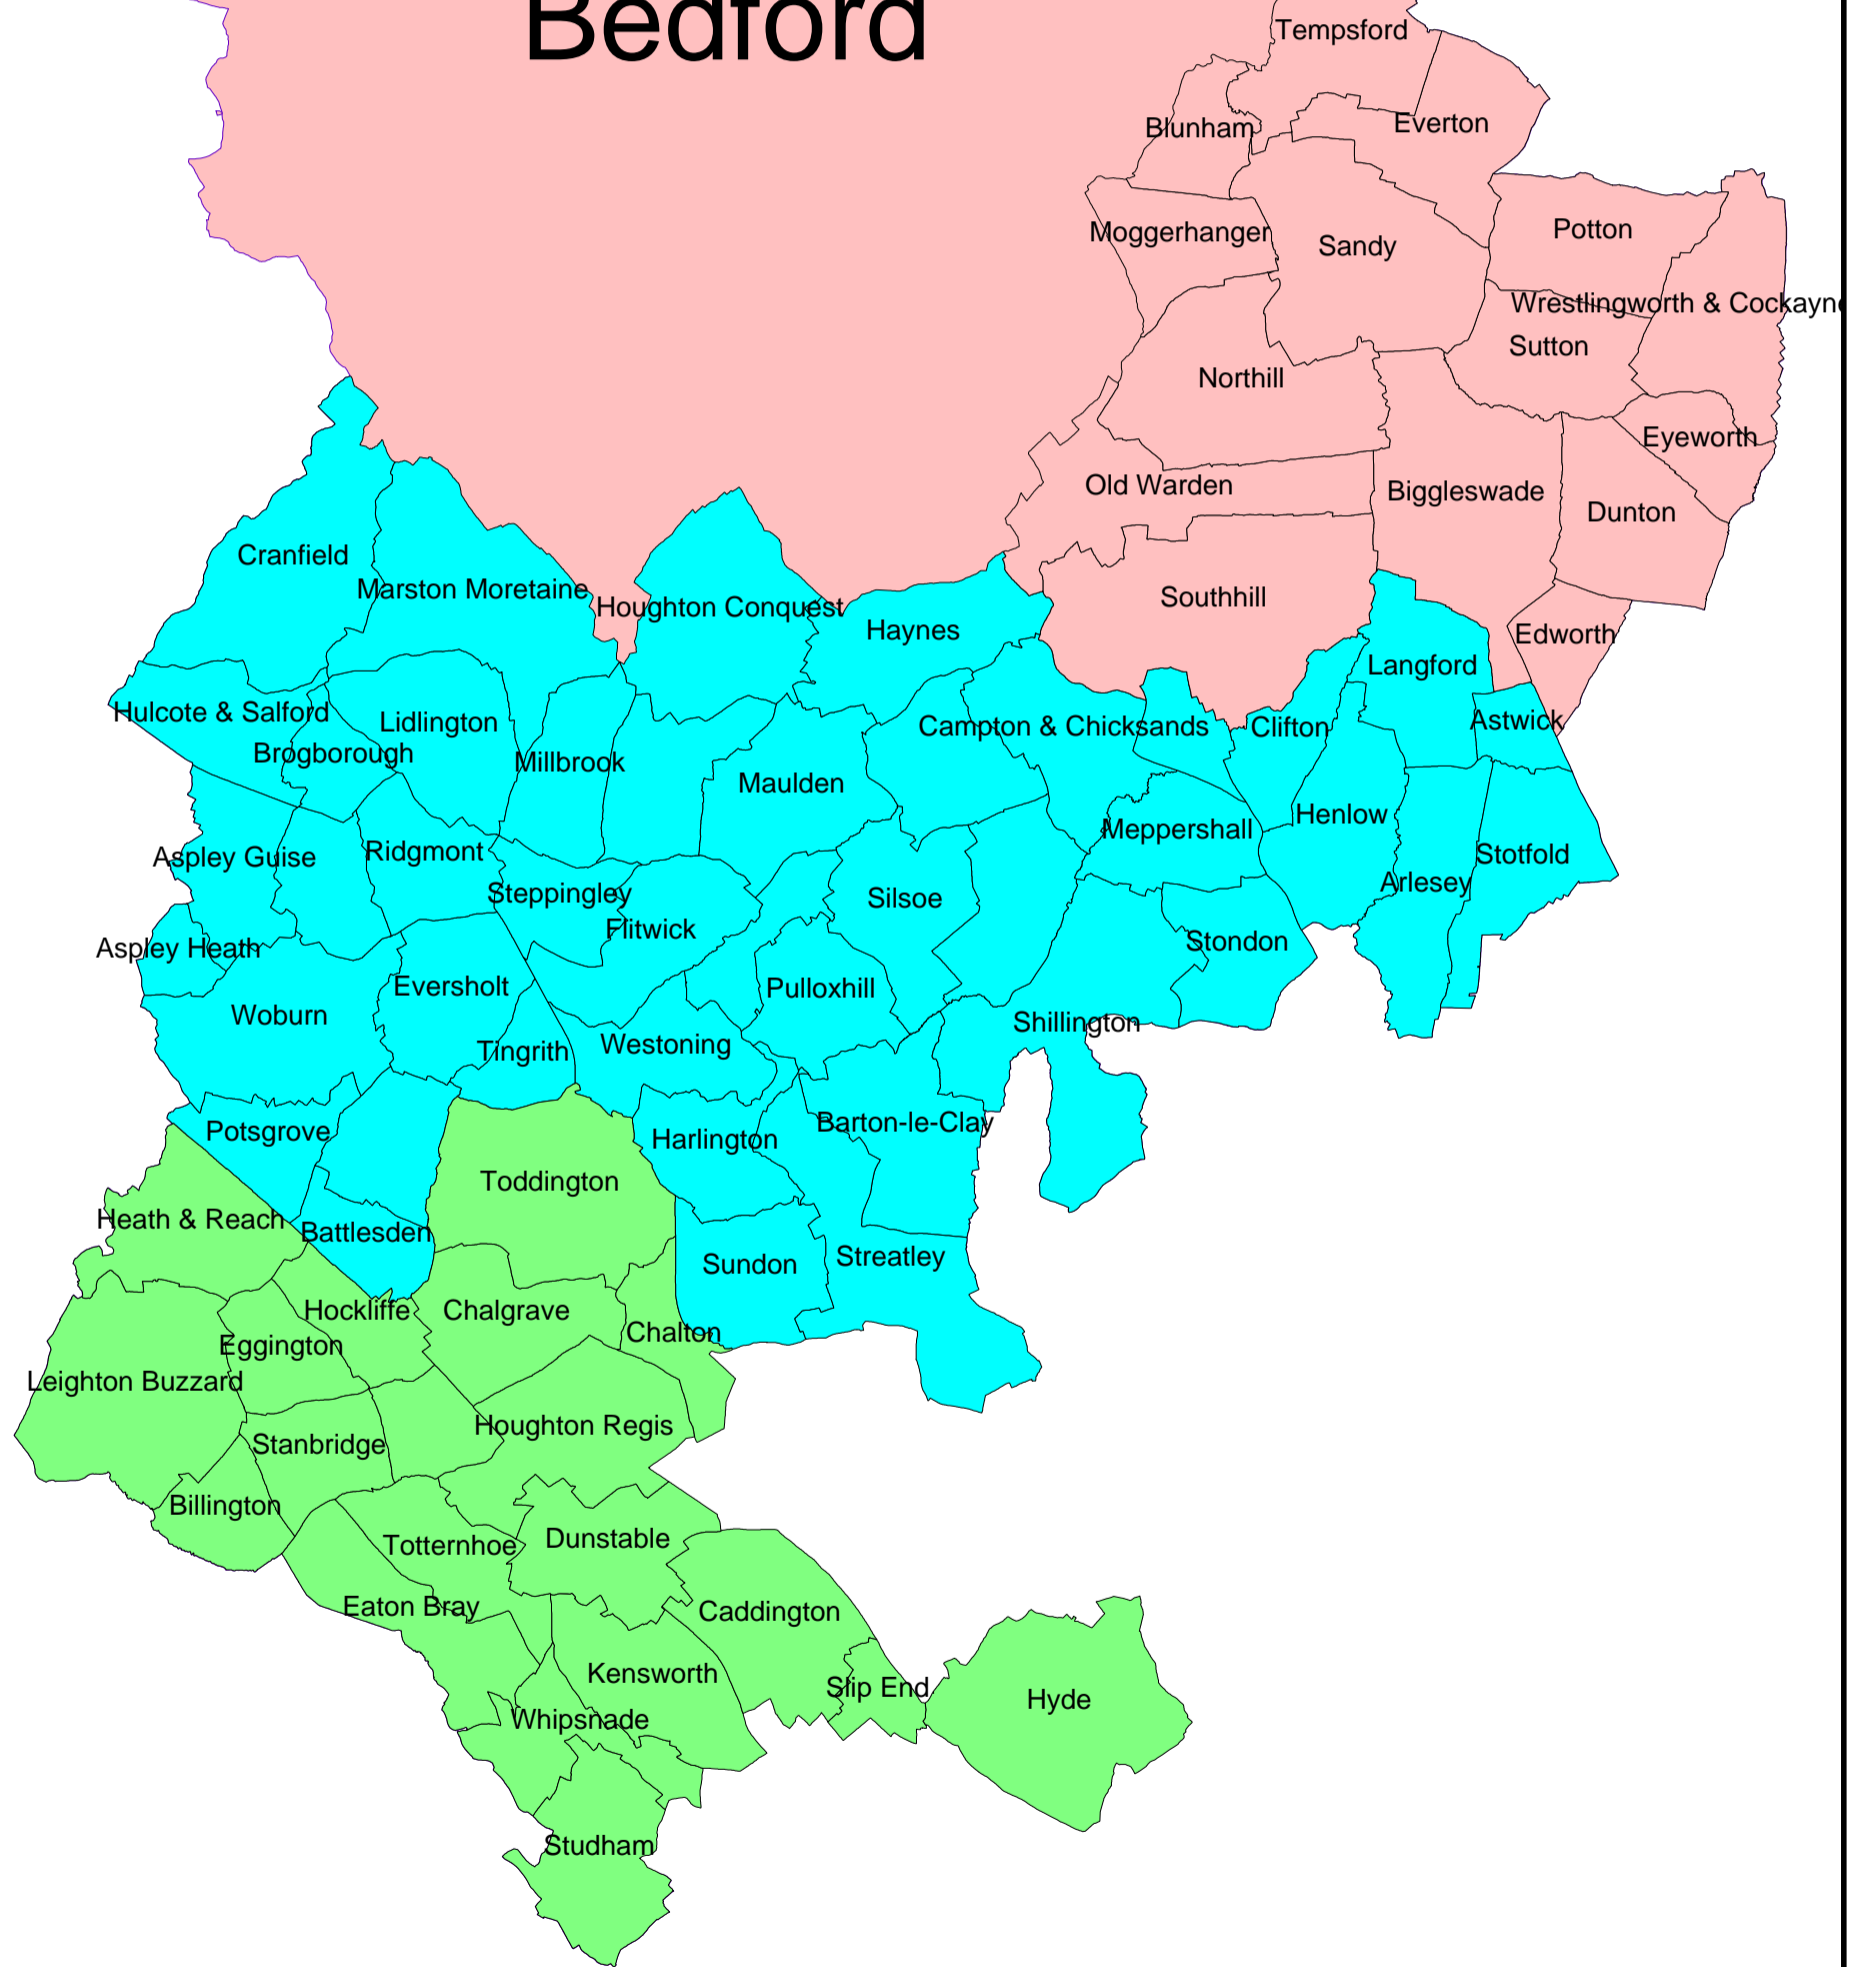 Bedford
Tempsford
Blunham
Everton
Moggerhanger
Sandy
Potton
Wrestlingworth & Cockayne
Sutton
Northill
Eyeworth
Old Warden
Biggleswade
Dunton
Cranfield
Marston Moretaine
Houghton Conquest
Haynes
Southhill
Edworth
Langford
Hulcote & Salford
Lidlington
Campton & Chicksands
Clifton
Astwick
Brogborough
Millbrook
Maulden
Henlow
Meppershall
Aspley Guise
Ridgmont
Stotfold
Steppingley
Silsoe
Arlesey
Flitwick
Aspley Heath
Stondon
Eversholt
Pulloxhill
Woburn
Shillington
Tingrith
Westoning
Potsgrove
Harlington
Barton-le-Clay
Toddington
Heath & Reach
Battlesden
Sundon
Streatley
Hockliffe
Chalgrave
Chalton
Eggington
Leighton Buzzard
Houghton Regis
Stanbridge
Billington
Totternhoe
Dunstable
Eaton Bray
Caddington
Kensworth
Slip End
Hyde
Whipsnade
Studham